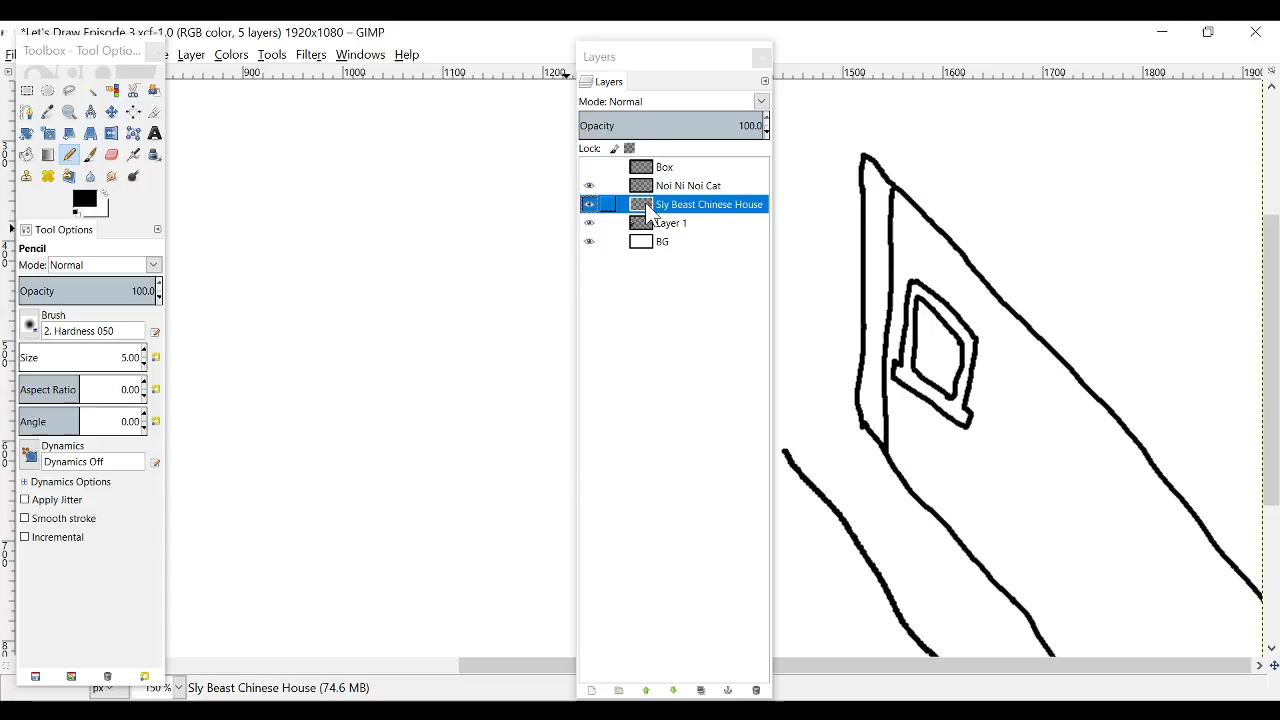 *Let's Draw Episode 3.xcf-1.0 (RGB color, 5 layers) 1920x1080 – GIMP
Toolbox - Tool Optio...
Layer Colors Tools Filters Windows Help
900 1000 1100 1200 1500 1600 1700 1800 1900
Pencil
Tool Options
Mode: Normal
Opacity 100.0
Brush
2. Hardness 050
Size 5.00
Aspect Ratio 0.00
Angle 0.00
Dynamics
Dynamics Off
Dynamics Options
Apply Jitter
Smooth stroke
Incremental
Layers
Layers
Mode: Normal
Opacity 100.0
Lock:
Box
Noi Ni Noi Cat
Sly Beast Chinese House
Layer 1
BG
px 150 % Sly Beast Chinese House (74.6 MB)